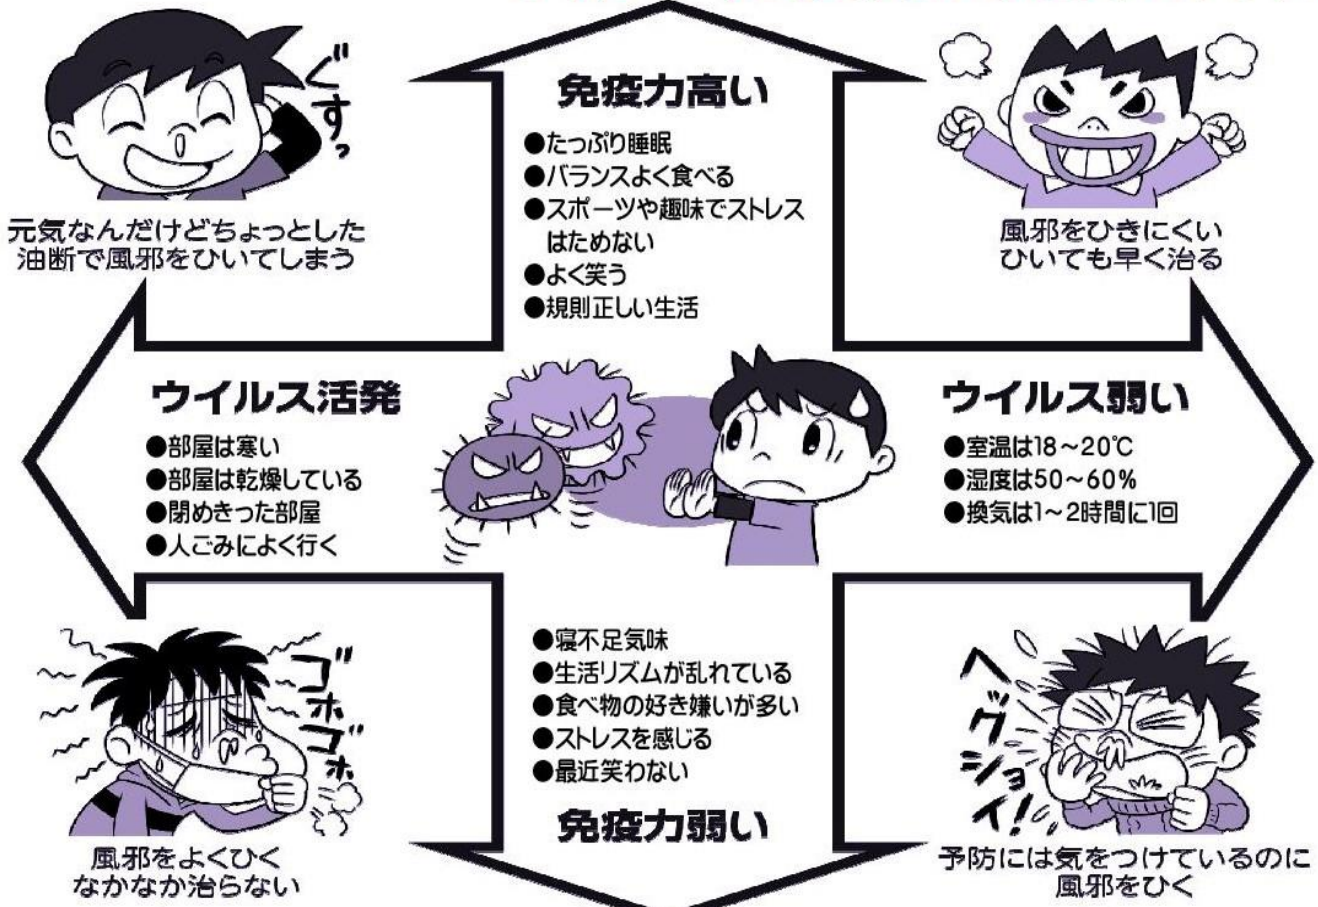 ぐすっ
元気なんだけどちょっとした
油断で風邪をひいてしまう
免疫力高い
●たっぷり睡眠
●バランスよく食べる
●スポーツや趣味でストレス
はためない
●よく笑う
●規則正しい生活
風邪をひきにくい
ひいても早く治る
ウイルス活発
●部屋は寒い
●部屋は乾燥している
●閉めきった部屋
●人ごみによく行く
ウイルス弱い
●室温は18～20℃
●湿度は50～60%
●換気は1～2時間に1回
ゴホゴホ
風邪をよくひく
なかなか治らない
●寝不足気味
●生活リズムが乱れている
●食べ物の好き嫌いが多い
●ストレスを感じる
●最近笑わない
免疫力弱い
ヘグショイ！
予防には気をつけているのに
風邪をひく